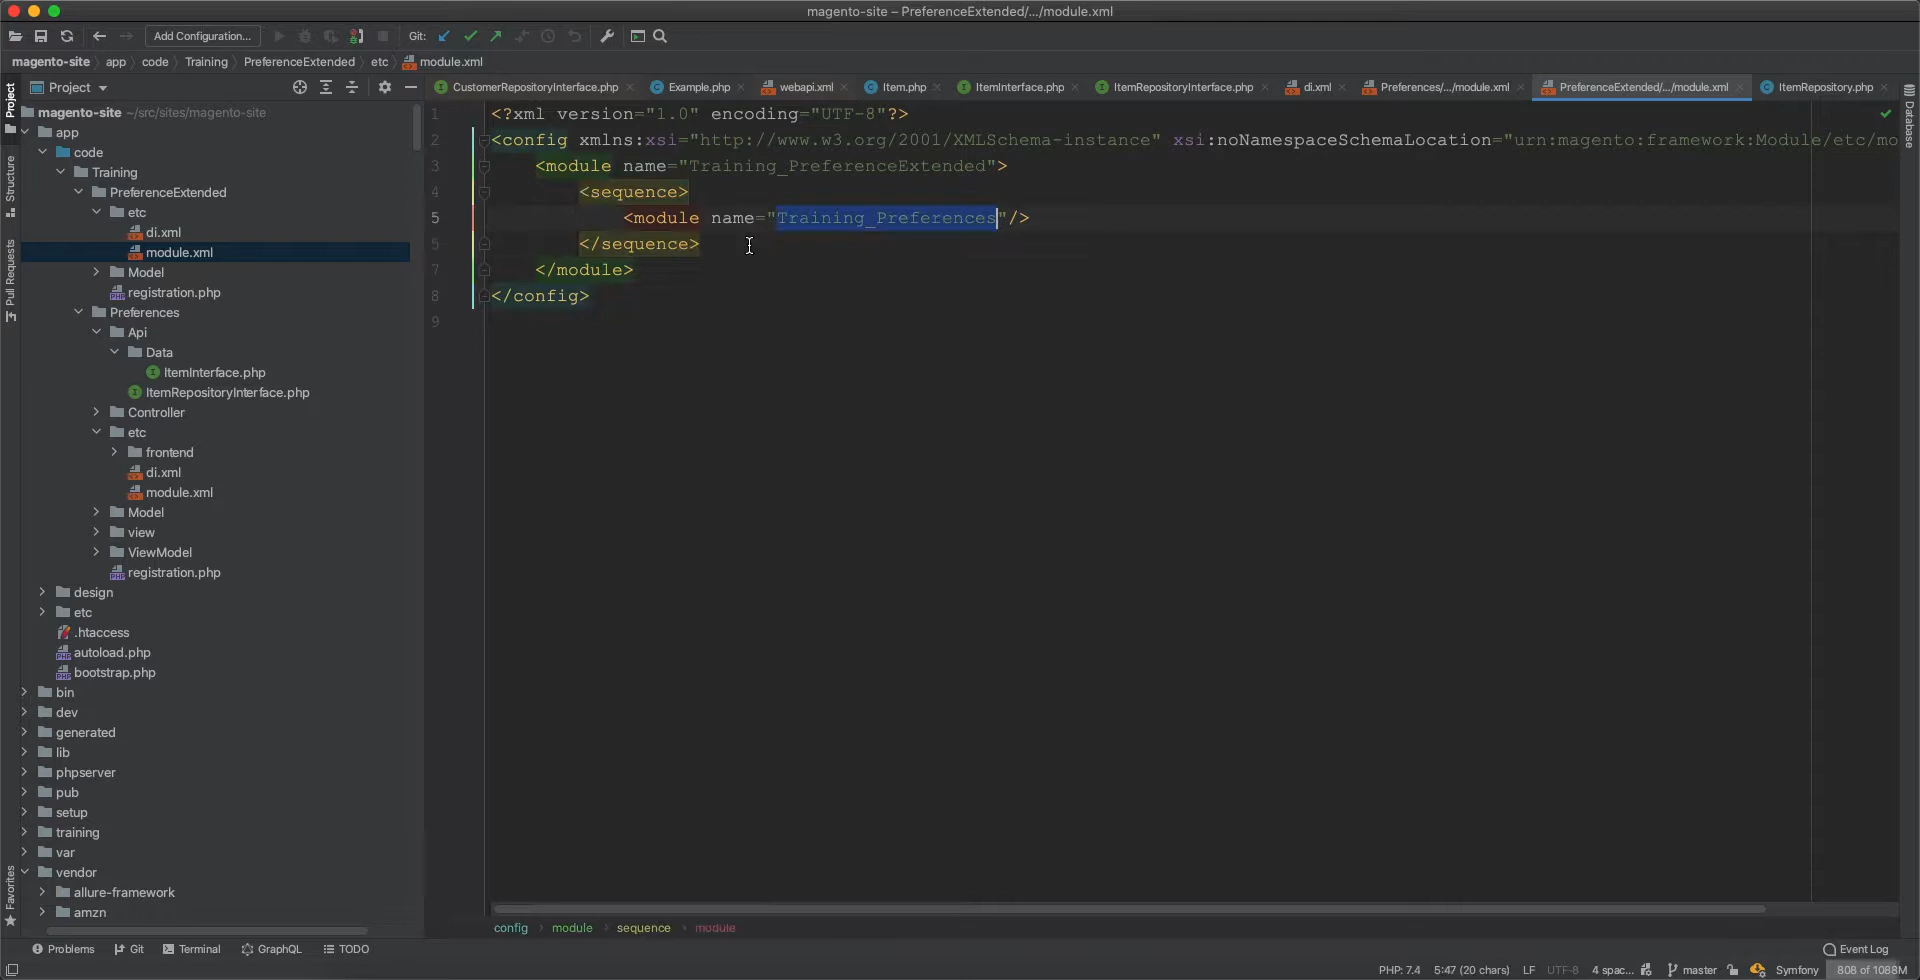 magento-site – PreferenceExtended/.../module.xml
Add Configuration...
Git:
magento-site
app
code
Training
PreferenceExtended
etc
module.xml
Project
CustomerRepositoryInterface.php
Example.php
webapi.xml
Item.php
ItemInterface.php
ItemRepositoryInterface.php
di.xml
Preferences/.../module.xml
PreferenceExtended/.../module.xml
ItemRepository.php
Project
Structure
Pull Requests
Favorites
Database
magento-site ~/src/sites/magento-site
app
code
Training
PreferenceExtended
etc
di.xml
module.xml
Model
registration.php
Preferences
Api
Data
ItemInterface.php
ItemRepositoryInterface.php
Controller
etc
frontend
di.xml
module.xml
Model
view
ViewModel
registration.php
design
etc
.htaccess
autoload.php
bootstrap.php
bin
dev
generated
lib
phpserver
pub
setup
training
var
vendor
allure-framework
amzn
1 <?xml version="1.0" encoding="UTF-8"?>
2 <config xmlns:xsi="http://www.w3.org/2001/XMLSchema-instance" xsi:noNamespaceSchemaLocation="urn:magento:framework:Module/etc/mo
3 <module name="Training_PreferenceExtended">
4 <sequence>
5 <module name="Training_Preferences"/>
</sequence>
7 </module>
8 </config>
9
config
module
sequence
module
Problems
Git
Terminal
GraphQL
TODO
Event Log
PHP: 7.4
5:47 (20 chars)
LF
UTF-8
4 spac...
master
Symfony
808 of 1088M